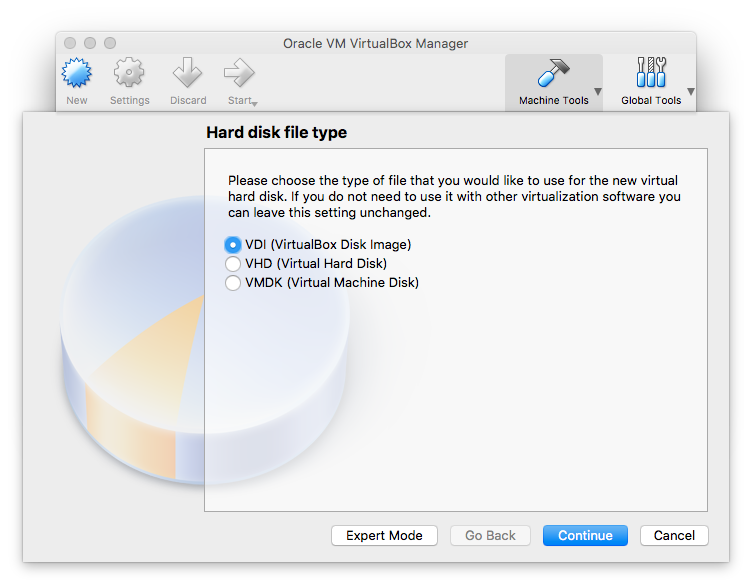 Oracle VM VirtualBox Manager
New
Settings
Discard
Start
Machine Tools
Global Tools
Hard disk file type
Please choose the type of file that you would like to use for the new virtual
hard disk. If you do not need to use it with other virtualization software you
can leave this setting unchanged.
VDI (VirtualBox Disk Image)
VHD (Virtual Hard Disk)
VMDK (Virtual Machine Disk)
Expert Mode
Go Back
Continue
Cancel